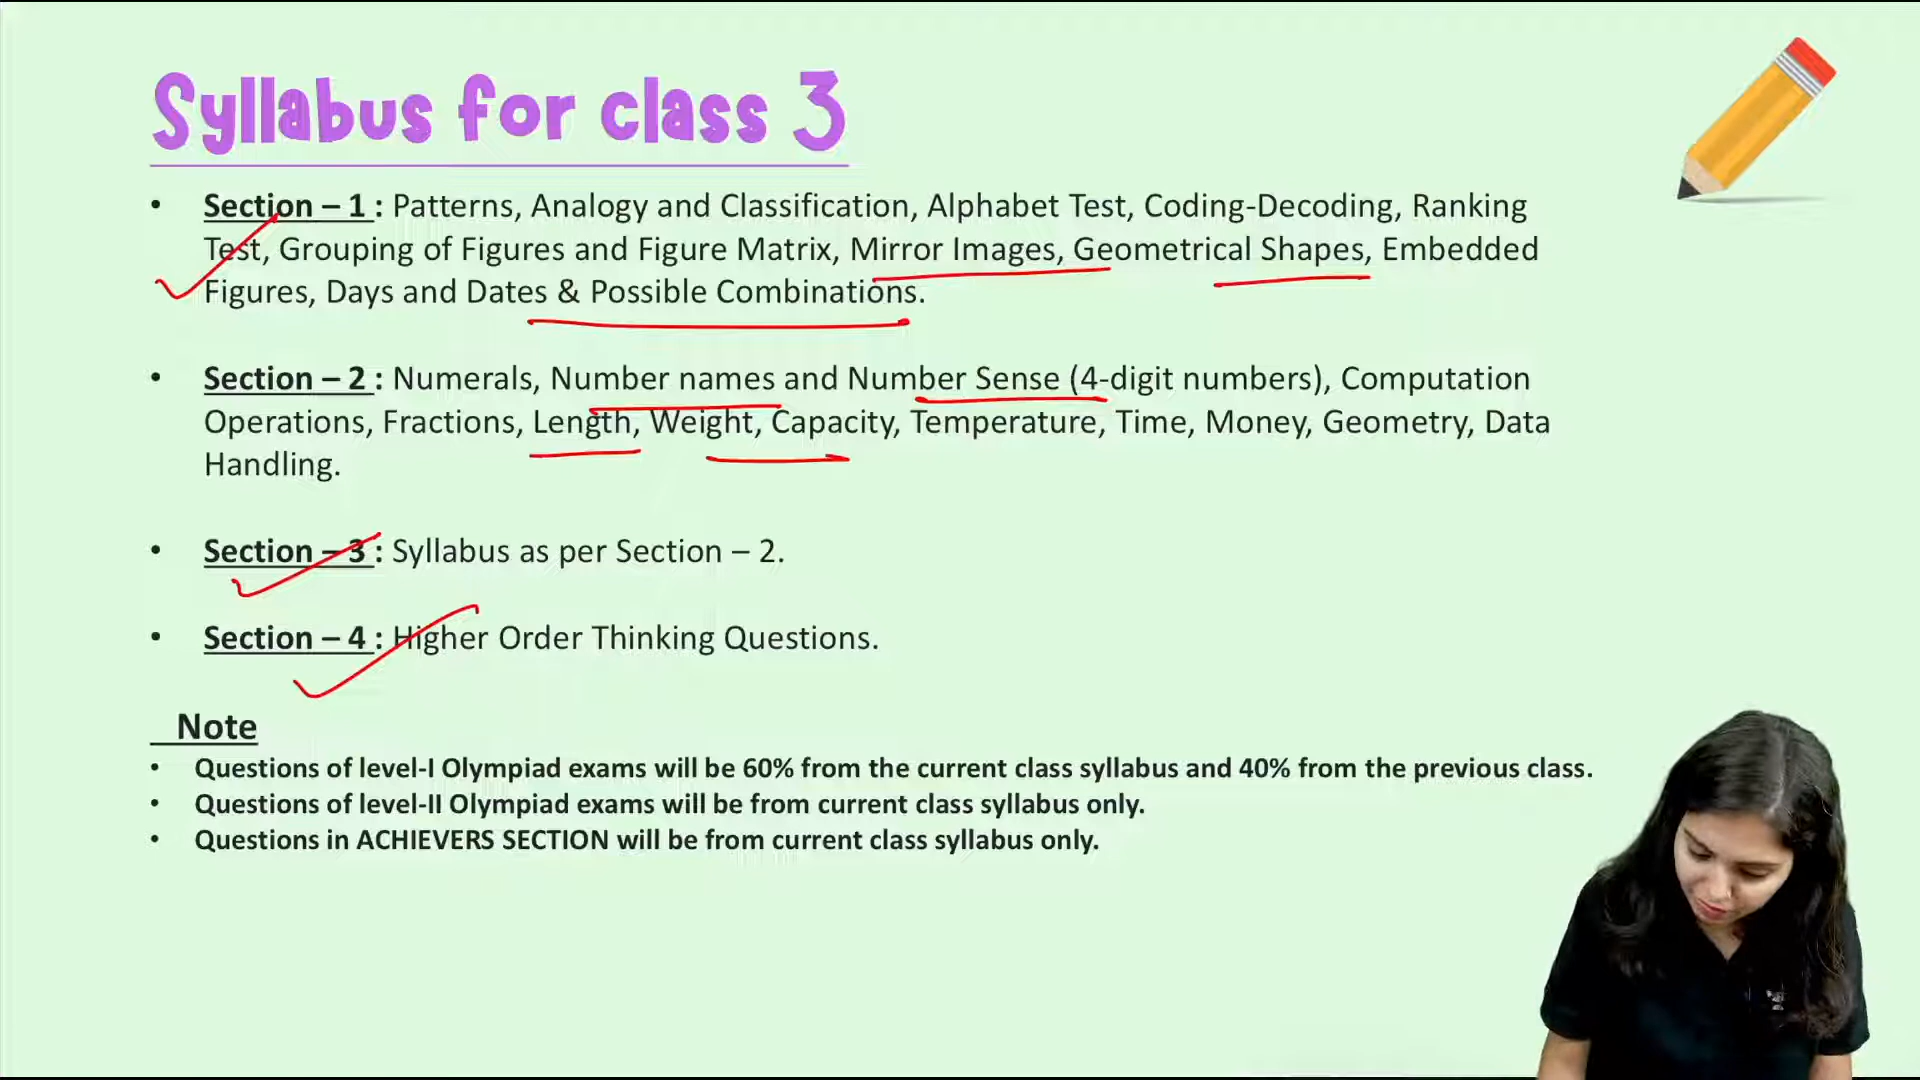 Syllabus for class 3
• Section – 1 : Patterns, Analogy and Classification, Alphabet Test, Coding-Decoding, Ranking
Test, Grouping of Figures and Figure Matrix, Mirror Images, Geometrical Shapes, Embedded
Figures, Days and Dates & Possible Combinations.
• Section – 2 : Numerals, Number names and Number Sense (4-digit numbers), Computation
Operations, Fractions, Length, Weight, Capacity, Temperature, Time, Money, Geometry, Data
Handling.
• Section – 3 : Syllabus as per Section – 2.
• Section – 4 : Higher Order Thinking Questions.
Note
• Questions of level-I Olympiad exams will be 60% from the current class syllabus and 40% from the previous class.
• Questions of level-II Olympiad exams will be from current class syllabus only.
• Questions in ACHIEVERS SECTION will be from current class syllabus only.